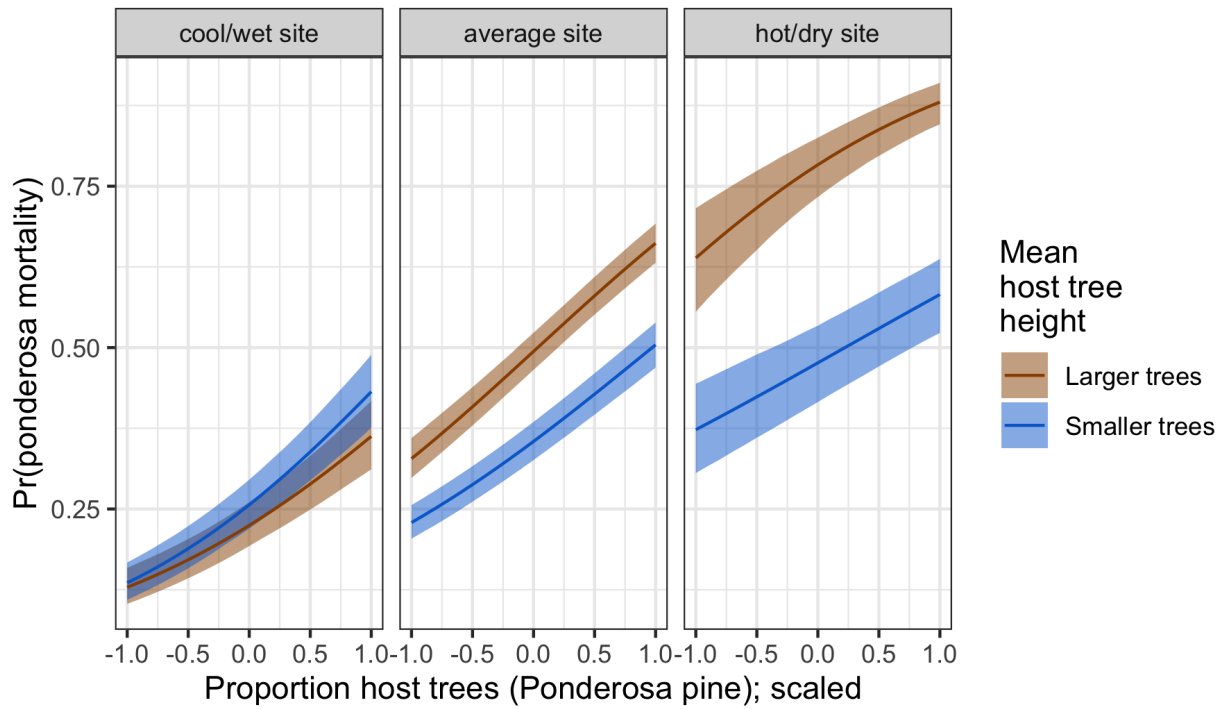 cool/wet site
average site
hot/dry site
Pr(ponderosa mortality)
0.75
0.50
0.25
-1.0 -0.5 0.0 0.5 1.0
-1.0 -0.5 0.0 0.5 1.0
-1.0 -0.5 0.0 0.5 1.0
Proportion host trees (Ponderosa pine); scaled
Mean
host tree
height
Larger trees
Smaller trees